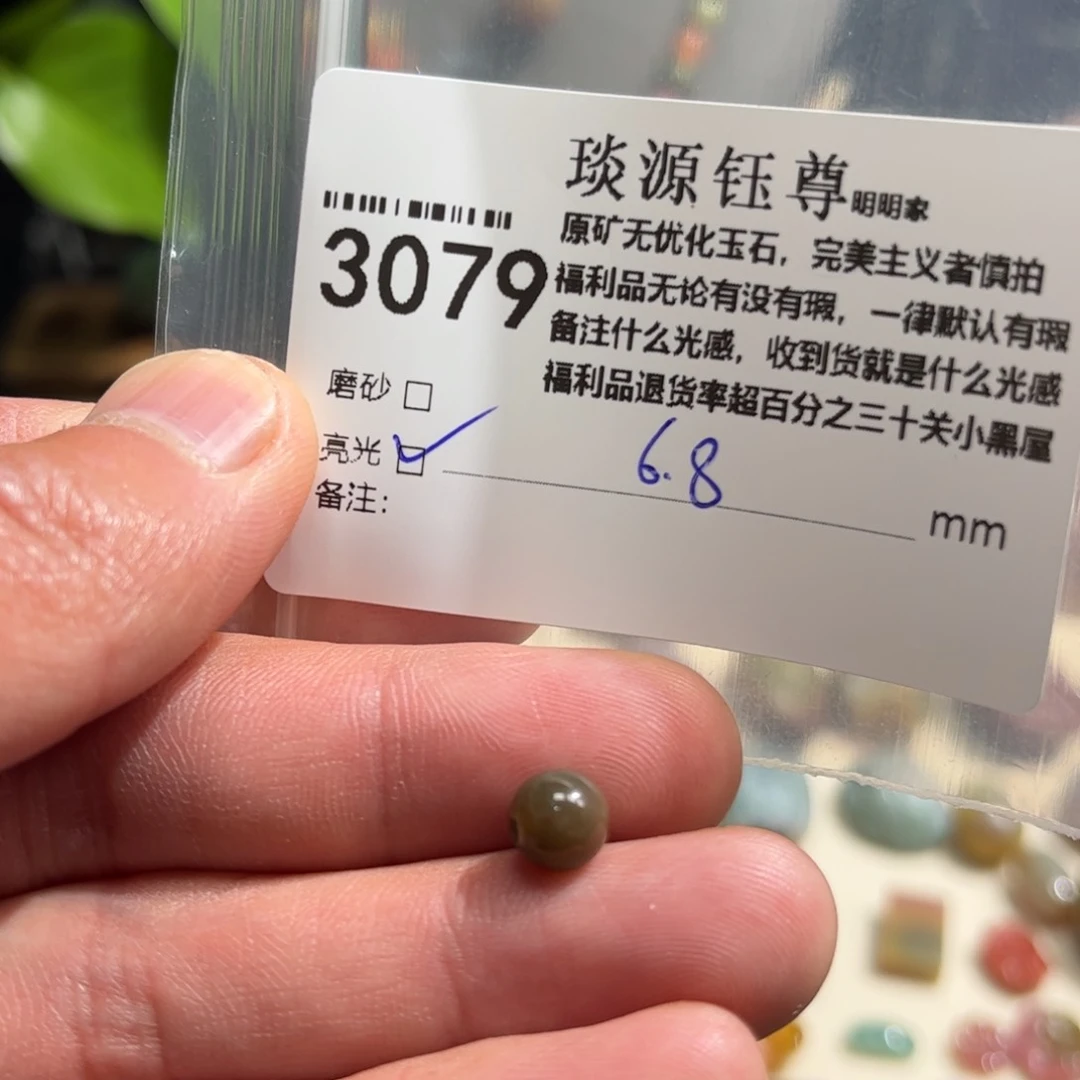 琰源钰尊明明家
原矿无优化玉石，完美主义者慎拍
福利品无论有没有瑕，一律默认有瑕
备注什么光感，收到货就是什么光感
福利品退货率超百分之三十关小黑屋
3079
磨砂
亮光
6.8 mm
备注：